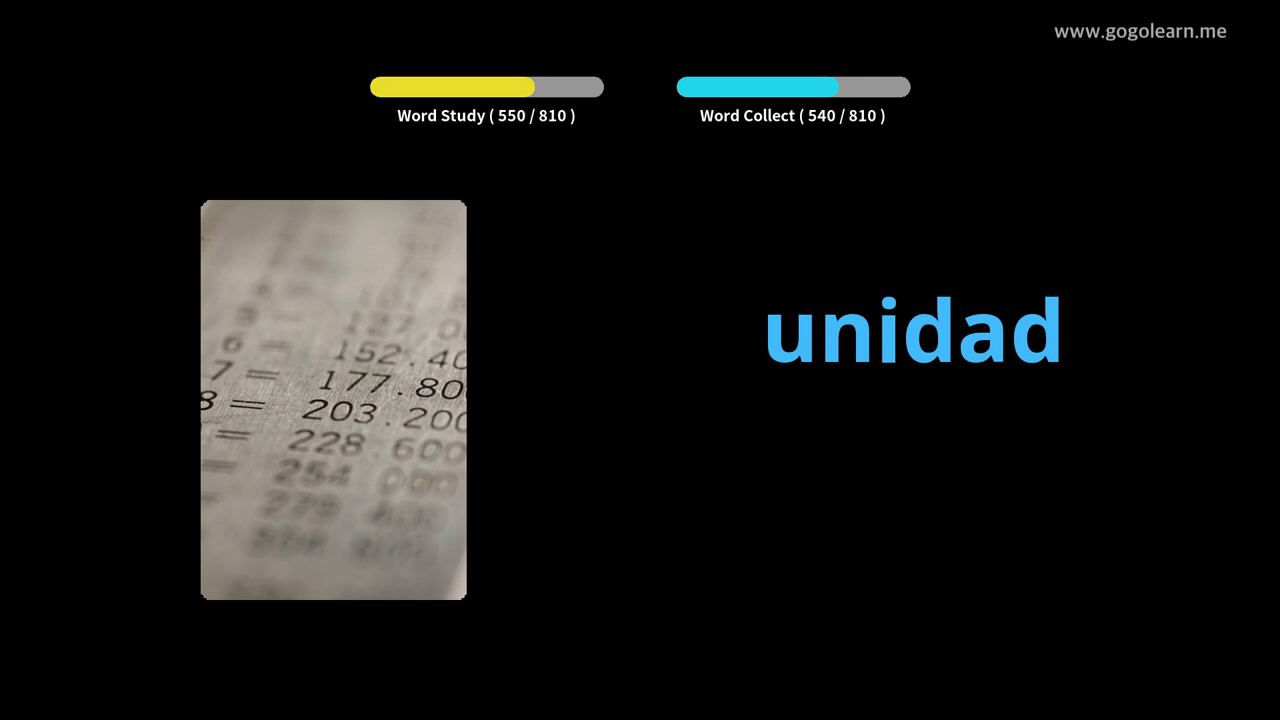 www.gogolearn.me
Word Study ( 550 / 810 )
Word Collect ( 540 / 810 )
unidad
6 = 152.40
7 = 177.80
8 = 203.200
= 228.600
= 254 000